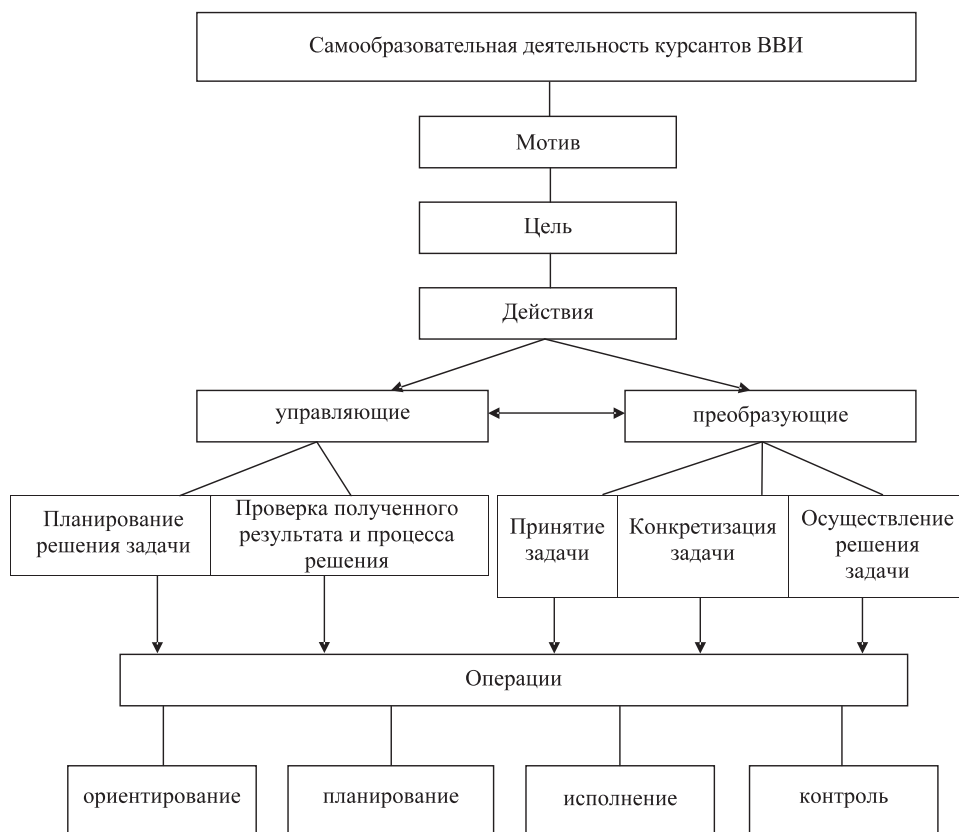 Самообразовательная деятельность курсантов ВВИ
Мотив
Цель
Действия
управляющие
преобразующие
Планирование
решения задачи
Проверка полученного
результата и процесса
решения
Принятие
задачи
Конкретизация
задачи
Осуществление
решения
задачи
Операции
ориентирование
планирование
исполнение
контроль